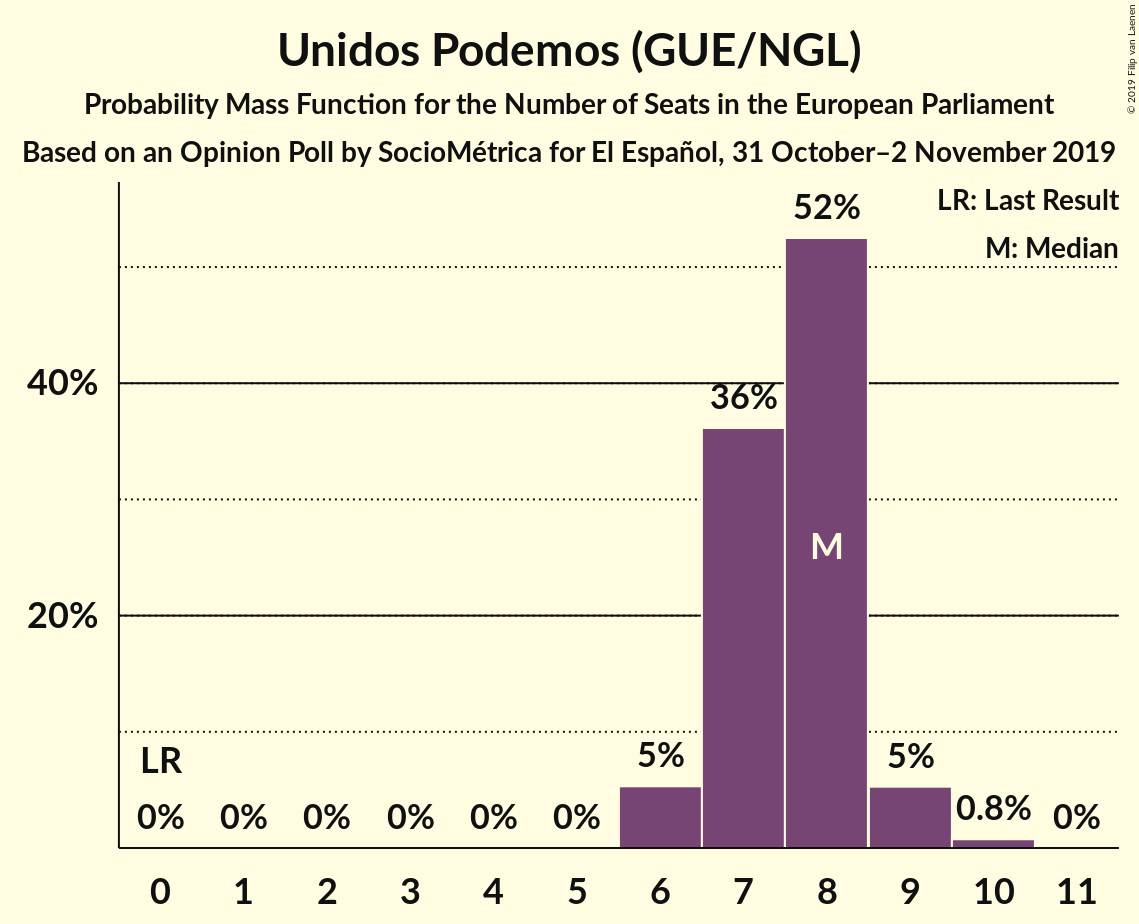 Unidos Podemos (GUE/NGL)
Probability Mass Function for the Number of Seats in the European Parliament
Based on an Opinion Poll by SocioMétrica for El Español, 31 October–2 November 2019
© 2019 Filip van Laenen
LR: Last Result
M: Median
52%
40%
36%
M
20%
LR
5%
5%
0% 0% 0% 0% 0% 0% 0.8% 0%
0 1 2 3 4 5 6 7 8 9 10 11